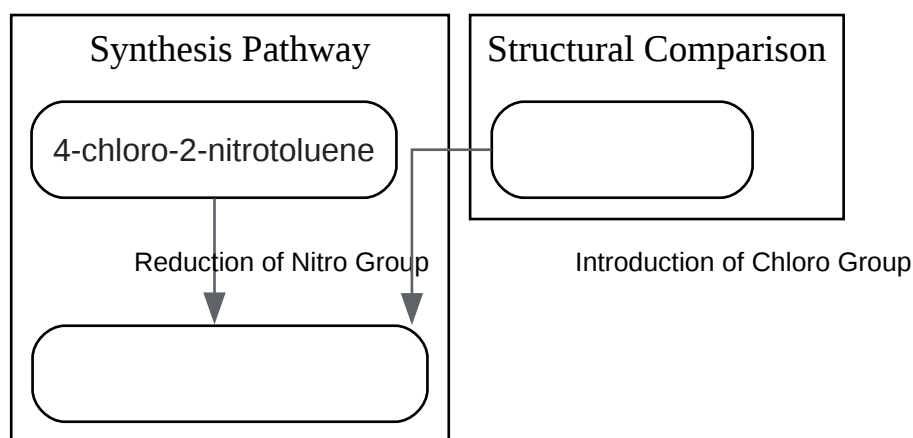 Synthesis Pathway
Structural Comparison
4-chloro-2-nitrotoluene
Reduction of Nitro Group
Introduction of Chloro Group